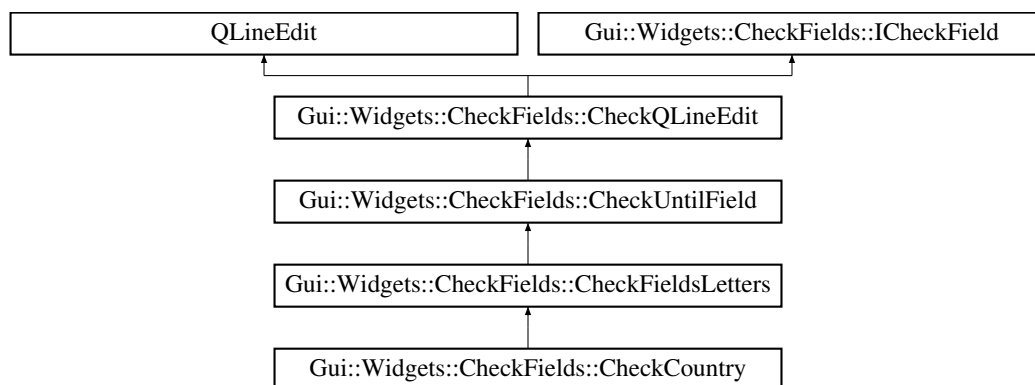 QLineEdit
Gui::Widgets::CheckFields::ICheckField
Gui::Widgets::CheckFields::CheckQLineEdit
Gui::Widgets::CheckFields::CheckUntilField
Gui::Widgets::CheckFields::CheckFieldsLetters
Gui::Widgets::CheckFields::CheckCountry